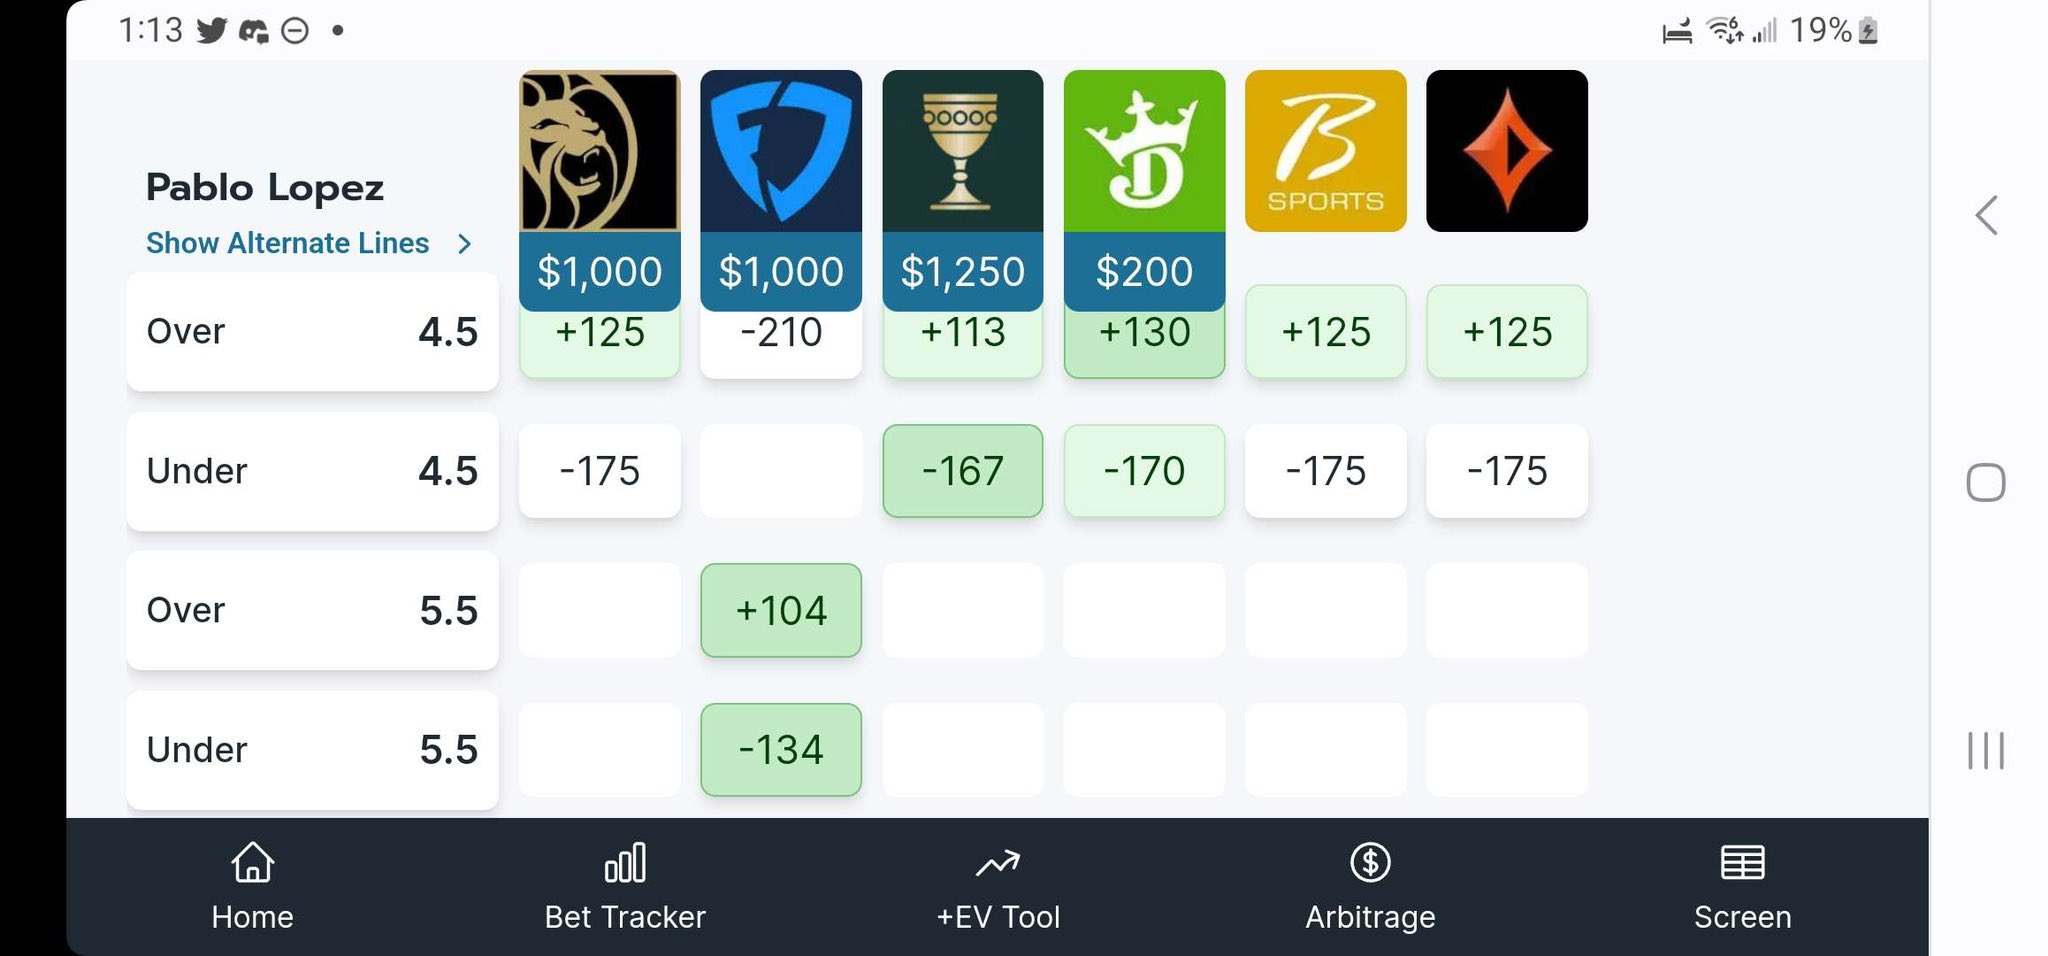 1:13 19%
Pablo Lopez
Show Alternate Lines
B SPORTS
$1,000 $1,000 $1,250 $200
Over 4.5 +125 -210 +113 +130 +125 +125
Under 4.5 -175 -167 -170 -175 -175
Over 5.5 +104
Under 5.5 -134
Home Bet Tracker +EV Tool Arbitrage Screen